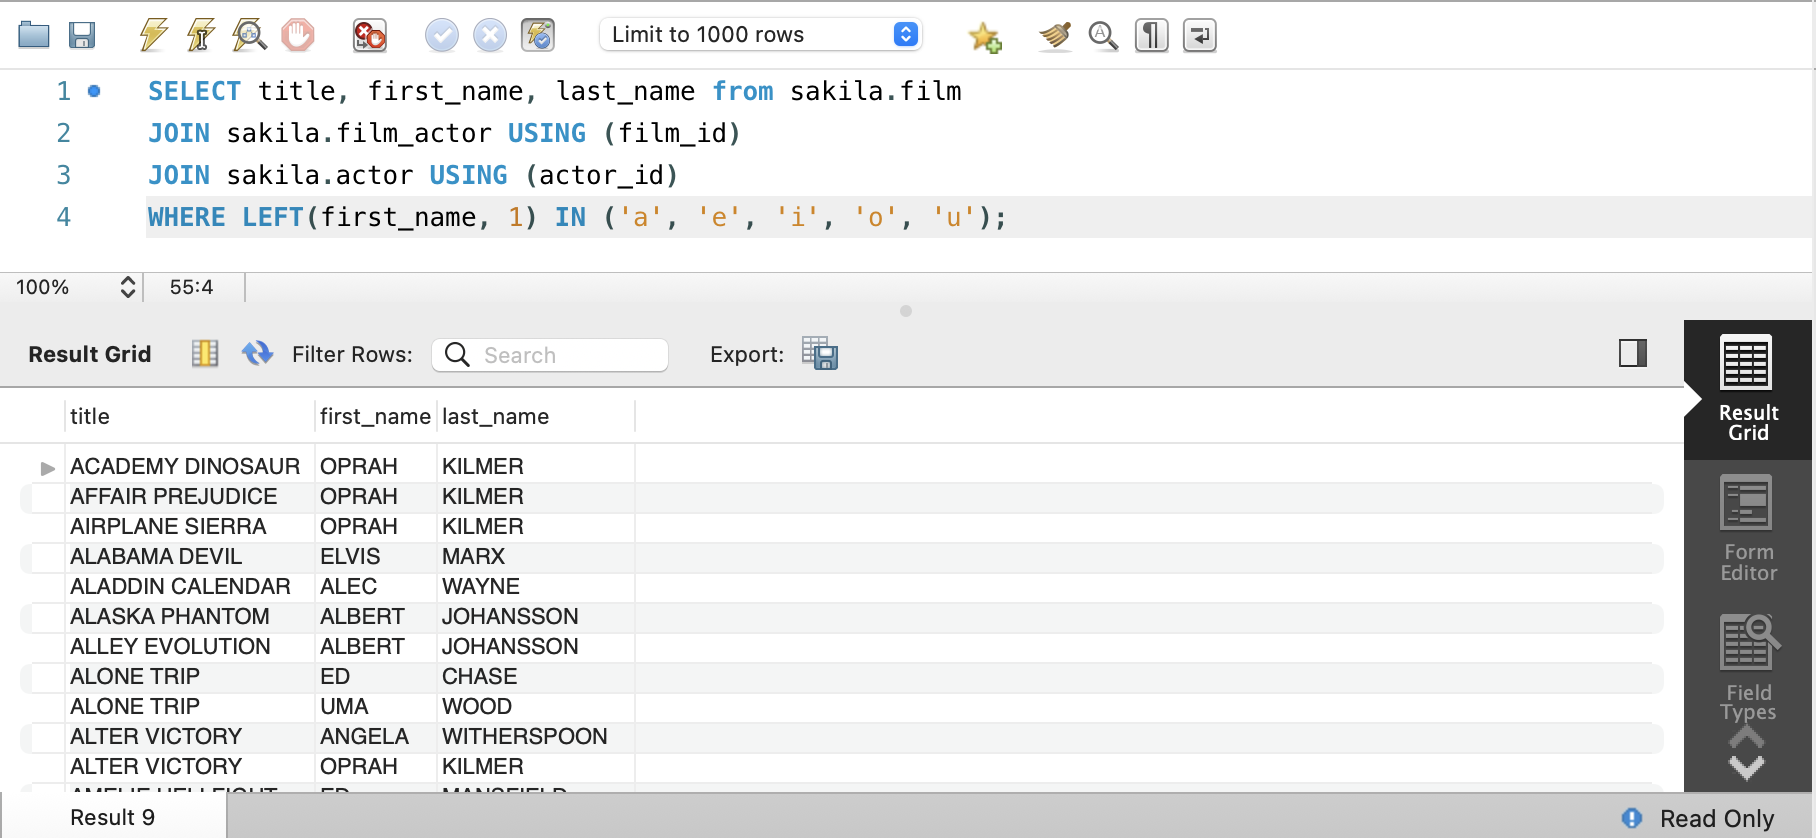 Limit to 1000 rows
1 SELECT title, first_name, last_name from sakila.film
2 JOIN sakila.film_actor USING (film_id)
3 JOIN sakila.actor USING (actor_id)
4 WHERE LEFT(first_name, 1) IN ('a', 'e', 'i', 'o', 'u');
100% 55:4
Result Grid Filter Rows: Search Export:
title first_name last_name
ACADEMY DINOSAUR OPRAH KILMER
AFFAIR PREJUDICE OPRAH KILMER
AIRPLANE SIERRA OPRAH KILMER
ALABAMA DEVIL ELVIS MARX
ALADDIN CALENDAR ALEC WAYNE
ALASKA PHANTOM ALBERT JOHANSSON
ALLEY EVOLUTION ALBERT JOHANSSON
ALONE TRIP ED CHASE
ALONE TRIP UMA WOOD
ALTER VICTORY ANGELA WITHERSPOON
ALTER VICTORY OPRAH KILMER
AMELIE HELLFIGHT ED MANSFIELD
Result
Grid
Form
Editor
Field
Types
Result 9
Read Only